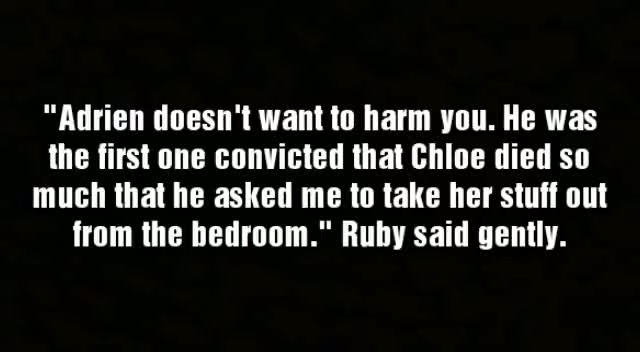 "Adrien doesn't want to harm you. He was
the first one convicted that Chloe died so
much that he asked me to take her stuff out
from the bedroom." Ruby said gently.